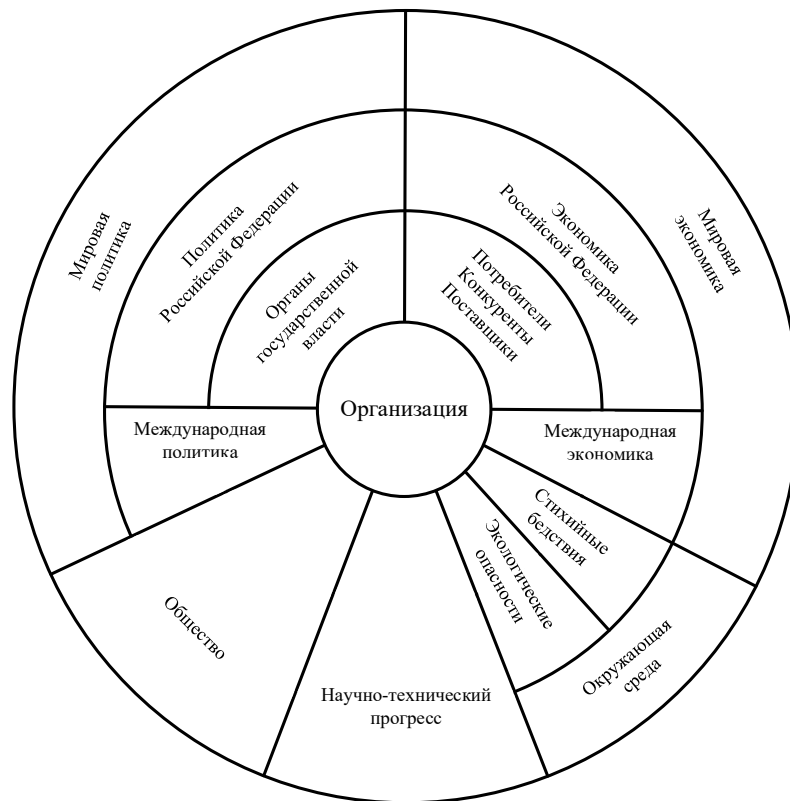 Мировая
политика
Политика
Российской Федерации
Органы
государственной
власти
Потребители
Конкуренты
Поставщики
Экономика
Российской Федерации
Мировая
экономика
Организация
Международная
политика
Международная
экономика
Стихийные
бедствия
Экологические
опасности
Окружающая
среда
Общество
Научно-технический
прогресс